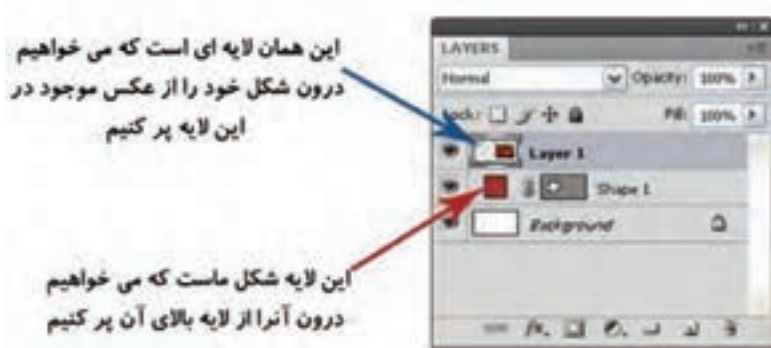 این همان لایه ای است که می خواهیم
درون شکل خود را از عکس موجود در
این لایه پر کنیم
این لایه شکل ماست که می خواهیم
درون آنرا از لایه بالای آن پر کنیم
LAYERS
Normal Opacity: 100%
Lock: Fill: 100%
Layer 1
Shape 1
Background
fx.